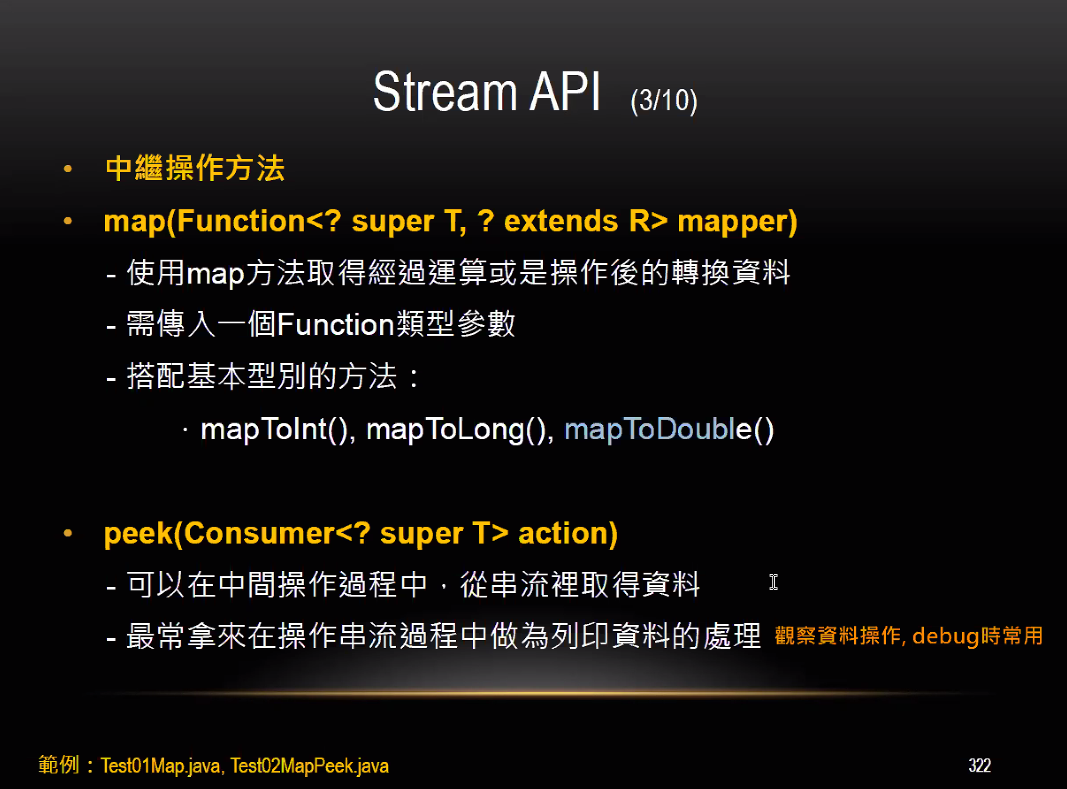 Stream API (3/10)
• 中繼操作方法
• map(Function<? super T, ? extends R> mapper)
- 使用map方法取得經過運算或是操作後的轉換資料
- 需傳入一個Function類型參數
- 搭配基本型別的方法：
· mapToInt(), mapToLong(), mapToDouble()
• peek(Consumer<? super T> action)
- 可以在中間操作過程中，從串流裡取得資料
- 最常拿來在操作串流過程中做為列印資料的處理 觀察資料操作, debug時常用
範例：Test01Map.java, Test02MapPeek.java
322